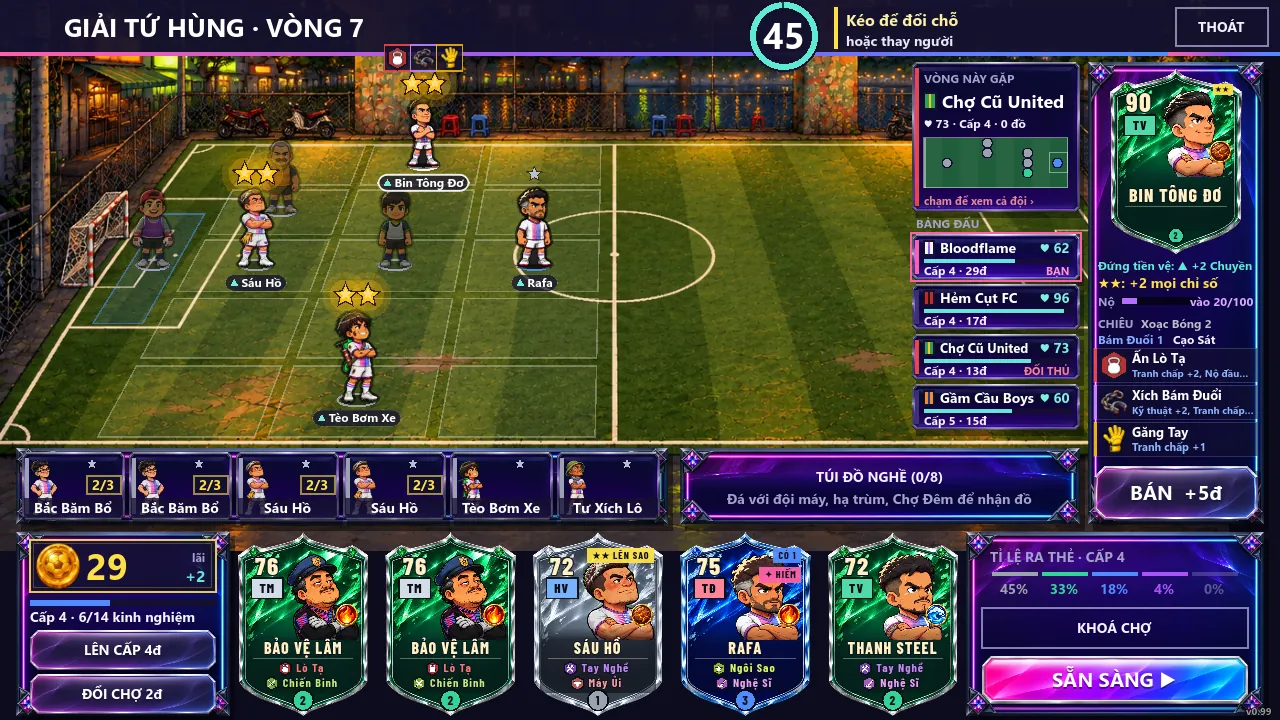 GIẢI TỨ HÙNG · VÒNG 7
45
Kéo để đổi chỗ
hoặc thay người
THOÁT
Bin Tông Đơ
Sáu Hồ
Rafa
Tèo Bơm Xe
VÒNG NÀY GẶP
Chợ Cũ United
♥ 73 · Cấp 4 · 0 đồ
chạm để xem cả đội ›
BẢNG ĐẤU
Bloodflame ♥ 62
Cấp 4 · 29đ BẠN
Hẻm Cụt FC ♥ 96
Cấp 4 · 17đ
Chợ Cũ United ♥ 73
Cấp 4 · 13đ ĐỐI THỦ
Gầm Cầu Boys ♥ 60
Cấp 5 · 15đ
90
TV
BIN TÔNG ĐƠ
2
Đứng tiền vệ: ▲ +2 Chuyền
★★: +2 mọi chỉ số
Nộ vào 20/100
CHIÊU Xoạc Bóng 2
Bám Đuổi 1 Cạo Sát
Ấn Lò Tạ
Tranh chấp +2, Nộ đầu...
Xích Bám Đuổi
Kỹ thuật +2, Tranh chấp...
Găng Tay
Tranh chấp +1
BÁN +5đ
2/3
Bắc Băm Bổ
2/3
Bắc Băm Bổ
2/3
Sáu Hồ
2/3
Sáu Hồ
Tèo Bơm Xe
Tư Xích Lô
TÚI ĐỒ NGHỀ (0/8)
Đá với đội máy, hạ trùm, Chợ Đêm để nhận đồ
29
lãi
+2
Cấp 4 · 6/14 kinh nghiệm
LÊN CẤP 4đ
ĐỔI CHỢ 2đ
76
TM
BẢO VỆ LÂM
Lò Tạ
Chiến Binh
2
76
TM
BẢO VỆ LÂM
Lò Tạ
Chiến Binh
2
★★ LÊN SAO
72
HV
SÁU HỒ
Tay Nghề
Máy Ủi
1
CÓ 1
✦ HIẾM
75
TĐ
RAFA
Ngôi Sao
Nghệ Sĩ
3
72
TV
THANH STEEL
Tay Nghề
Nghệ Sĩ
2
TỈ LỆ RA THẺ · CẤP 4
45% 33% 18% 4% 0%
KHOÁ CHỢ
SẴN SÀNG ▶
v0.99